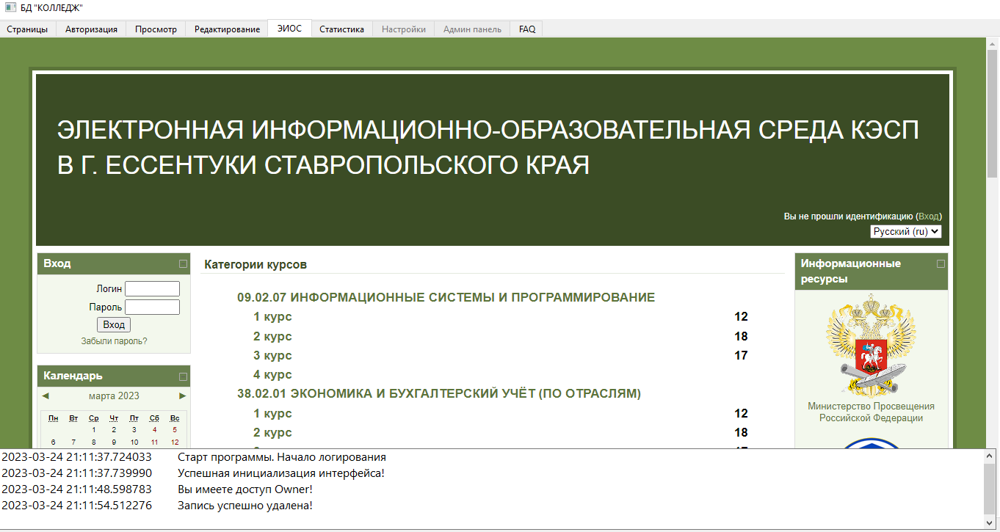 БД "КОЛЛЕДЖ"
Страницы Авторизация Просмотр Редактирование ЭИОС Статистика Настройки Админ панель FAQ
ЭЛЕКТРОННАЯ ИНФОРМАЦИОННО-ОБРАЗОВАТЕЛЬНАЯ СРЕДА КЭСП
В Г. ЕССЕНТУКИ СТАВРОПОЛЬСКОГО КРАЯ
Вы не прошли идентификацию (Вход)
Русский (ru)
Вход
Логин
Пароль
Вход
Забыли пароль?
Календарь
◄ марта 2023 ►
Пн Вт Ср Чт Пт Сб Вс
1 2 3 4 5
6 7 8 9 10 11 12
Категории курсов
09.02.07 ИНФОРМАЦИОННЫЕ СИСТЕМЫ И ПРОГРАММИРОВАНИЕ
1 курс 12
2 курс 18
3 курс 17
4 курс
38.02.01 ЭКОНОМИКА И БУХГАЛТЕРСКИЙ УЧЁТ (ПО ОТРАСЛЯМ)
1 курс 12
2 курс 18
Информационные
ресурсы
Министерство Просвещения
Российской Федерации
2023-03-24 21:11:37.724033 Старт программы. Начало логирования
2023-03-24 21:11:37.739990 Успешная инициализация интерфейса!
2023-03-24 21:11:48.598783 Вы имеете доступ Owner!
2023-03-24 21:11:54.512276 Запись успешно удалена!